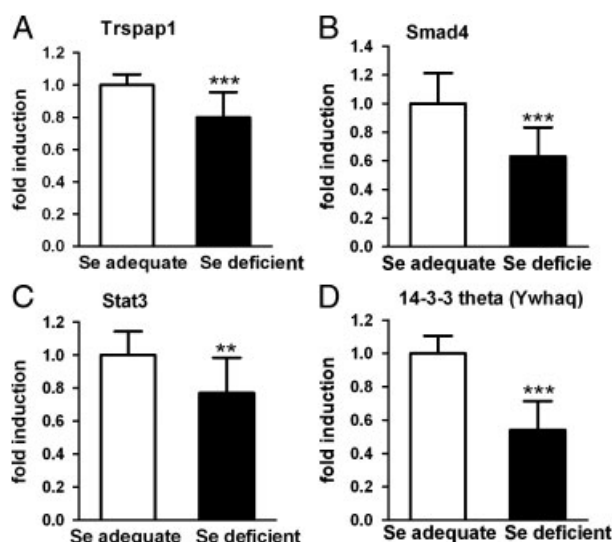 A
Trspap1
fold induction
1.2
1.0
0.8
0.6
0.4
0.2
0.0
***
Se adequate Se deficient
B
Smad4
fold induction
1.4
1.2
1.0
0.8
0.6
0.4
0.2
0.0
***
Se adequate Se deficie
C
Stat3
fold induction
1.2
1.0
0.8
0.6
0.4
0.2
0.0
**
Se adequate Se deficient
D
14-3-3 theta (Ywhaq)
fold induction
1.2
1.0
0.8
0.6
0.4
0.2
0.0
***
Se adequate Se deficient